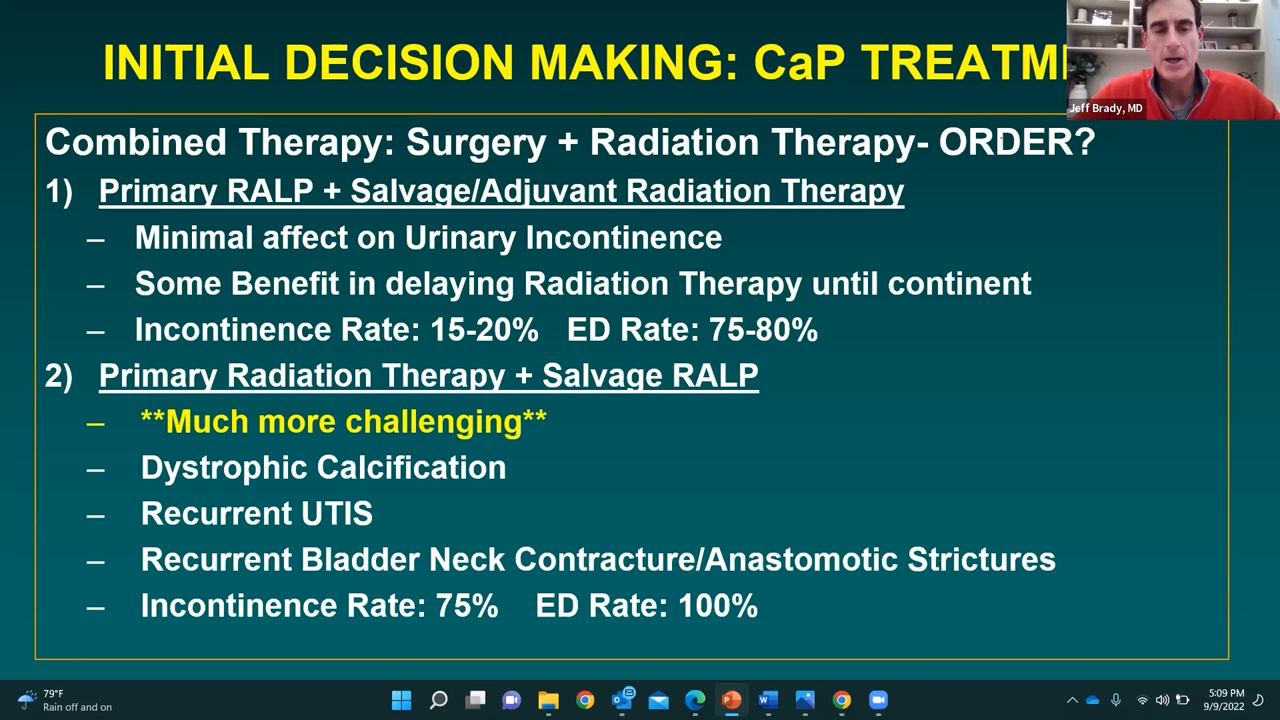 INITIAL DECISION MAKING: CaP TREATM
Jeff Brady, MD
Combined Therapy: Surgery + Radiation Therapy- ORDER?
1) Primary RALP + Salvage/Adjuvant Radiation Therapy
– Minimal affect on Urinary Incontinence
– Some Benefit in delaying Radiation Therapy until continent
– Incontinence Rate: 15-20% ED Rate: 75-80%
2) Primary Radiation Therapy + Salvage RALP
– **Much more challenging**
– Dystrophic Calcification
– Recurrent UTIS
– Recurrent Bladder Neck Contracture/Anastomotic Strictures
– Incontinence Rate: 75% ED Rate: 100%
79°F
Rain off and on
5:09 PM
9/9/2022